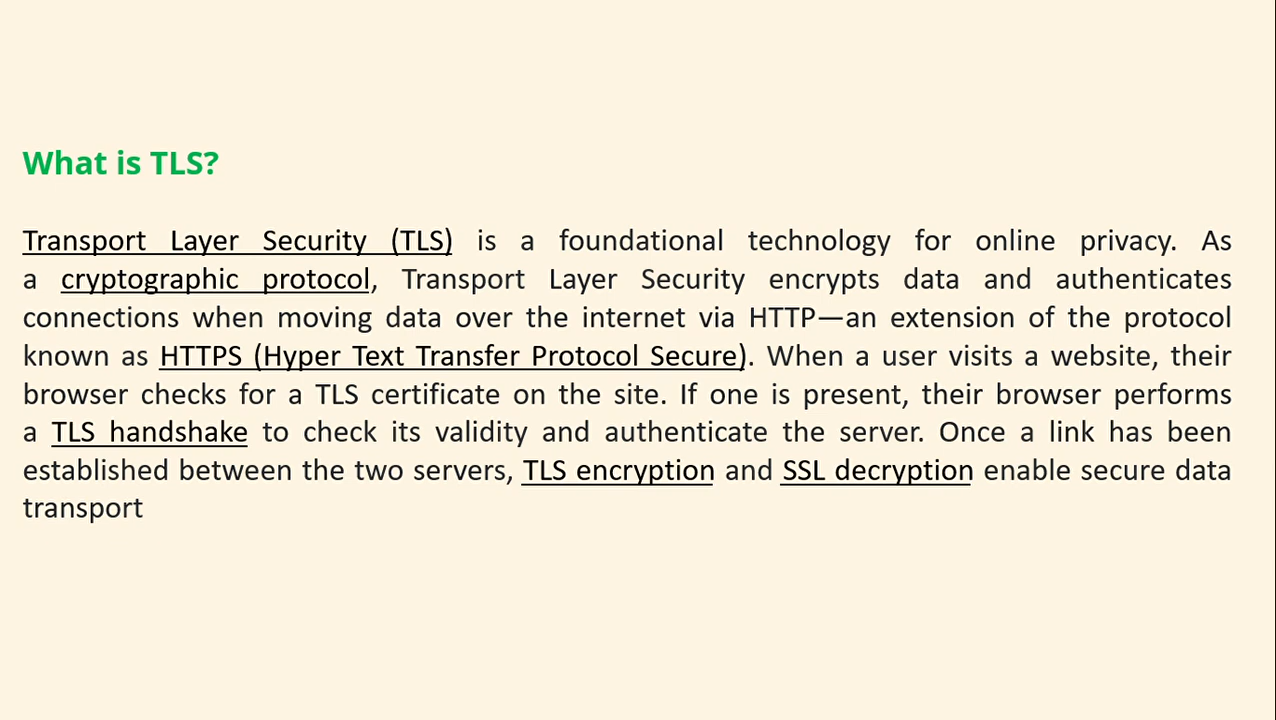 What is TLS?
Transport Layer Security (TLS) is a foundational technology for online privacy. As
a cryptographic protocol, Transport Layer Security encrypts data and authenticates
connections when moving data over the internet via HTTP—an extension of the protocol
known as HTTPS (Hyper Text Transfer Protocol Secure). When a user visits a website, their
browser checks for a TLS certificate on the site. If one is present, their browser performs
a TLS handshake to check its validity and authenticate the server. Once a link has been
established between the two servers, TLS encryption and SSL decryption enable secure data
transport